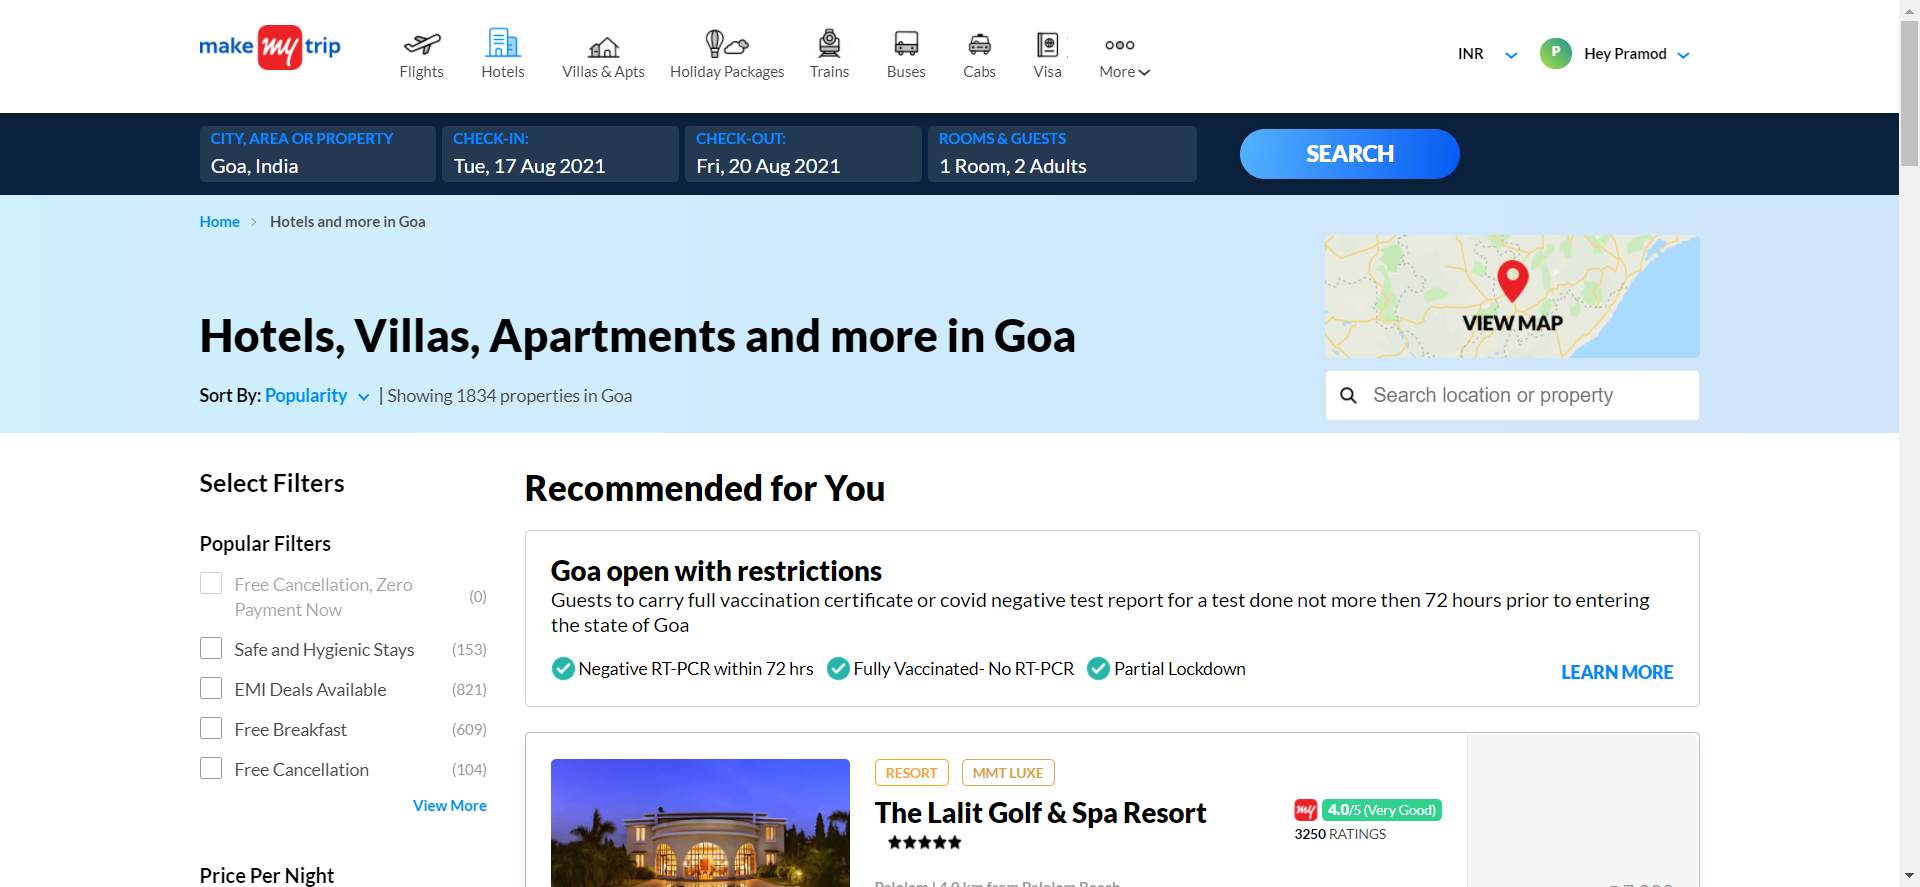 make my trip
Flights
Hotels
Villas & Apts
Holiday Packages
Trains
Buses
Cabs
Visa
More
INR
P
Hey Pramod
CITY, AREA OR PROPERTY
Goa, India
CHECK-IN:
Tue, 17 Aug 2021
CHECK-OUT:
Fri, 20 Aug 2021
ROOMS & GUESTS
1 Room, 2 Adults
SEARCH
Home
Hotels and more in Goa
VIEW MAP
Hotels, Villas, Apartments and more in Goa
Sort By: Popularity | Showing 1834 properties in Goa
Search location or property
Select Filters
Popular Filters
Free Cancellation, Zero
Payment Now
(0)
Safe and Hygienic Stays (153)
EMI Deals Available (821)
Free Breakfast (609)
Free Cancellation (104)
View More
Price Per Night
Recommended for You
Goa open with restrictions
Guests to carry full vaccination certificate or covid negative test report for a test done not more then 72 hours prior to entering
the state of Goa
Negative RT-PCR within 72 hrs Fully Vaccinated- No RT-PCR Partial Lockdown
LEARN MORE
RESORT MMT LUXE
The Lalit Golf & Spa Resort
my 4.0/5 (Very Good)
3250 RATINGS
Palolem | 4.0 km from Palolem Beach